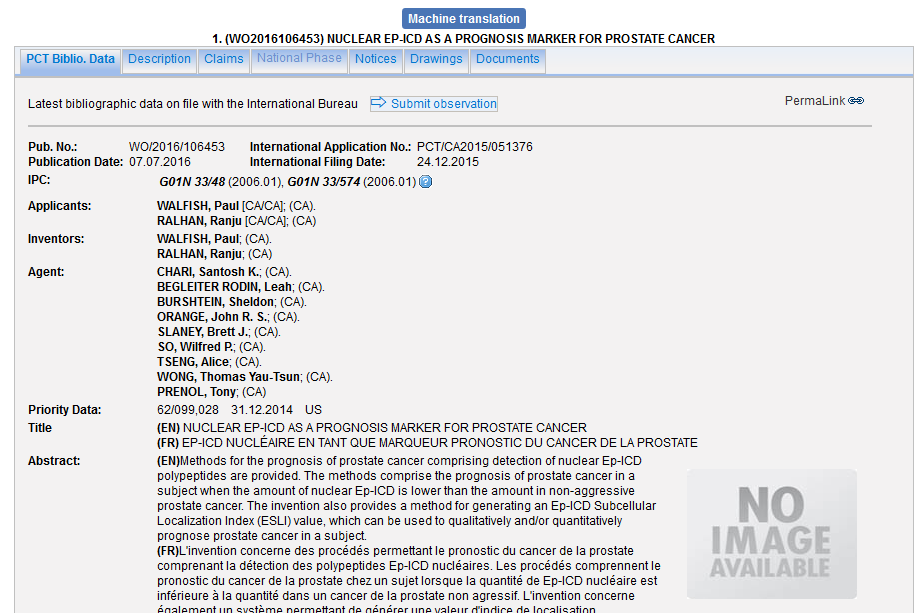 Machine translation
1. (WO2016106453) NUCLEAR EP-ICD AS A PROGNOSIS MARKER FOR PROSTATE CANCER
PCT Biblio. Data Description Claims National Phase Notices Drawings Documents
Latest bibliographic data on file with the International Bureau Submit observation PermaLink
Pub. No.: WO/2016/106453 International Application No.: PCT/CA2015/051376
Publication Date: 07.07.2016 International Filing Date: 24.12.2015
IPC: G01N 33/48 (2006.01), G01N 33/574 (2006.01) ?
Applicants: WALFISH, Paul [CA/CA]; (CA).
RALHAN, Ranju [CA/CA]; (CA)
Inventors: WALFISH, Paul; (CA).
RALHAN, Ranju; (CA)
Agent: CHARI, Santosh K.; (CA).
BEGLEITER RODIN, Leah; (CA).
BURSHTEIN, Sheldon; (CA).
ORANGE, John R. S.; (CA).
SLANEY, Brett J.; (CA).
SO, Wilfred P.; (CA).
TSENG, Alice; (CA).
WONG, Thomas Yau-Tsun; (CA).
PRENOL, Tony; (CA)
Priority Data: 62/099,028 31.12.2014 US
Title (EN) NUCLEAR EP-ICD AS A PROGNOSIS MARKER FOR PROSTATE CANCER
(FR) EP-ICD NUCLÉAIRE EN TANT QUE MARQUEUR PRONOSTIC DU CANCER DE LA PROSTATE
Abstract: (EN)Methods for the prognosis of prostate cancer comprising detection of nuclear Ep-ICD
polypeptides are provided. The methods comprise the prognosis of prostate cancer in a
subject when the amount of nuclear Ep-ICD is lower than the amount in non-aggressive
prostate cancer. The invention also provides a method for generating an Ep-ICD Subcellular
Localization Index (ESLI) value, which can be used to qualitatively and/or quantitatively
prognose prostate cancer in a subject.
(FR)L'invention concerne des procédés permettant le pronostic du cancer de la prostate
comprenant la détection des polypeptides Ep-ICD nucléaires. Les procédés comprennent le
pronostic du cancer de la prostate chez un sujet lorsque la quantité de Ep-ICD nucléaire est
inférieure à la quantité dans un cancer de la prostate non agressif. L'invention concerne
également un système permettant de générer une valeur d'indice de localisation
NO
IMAGE
AVAILABLE